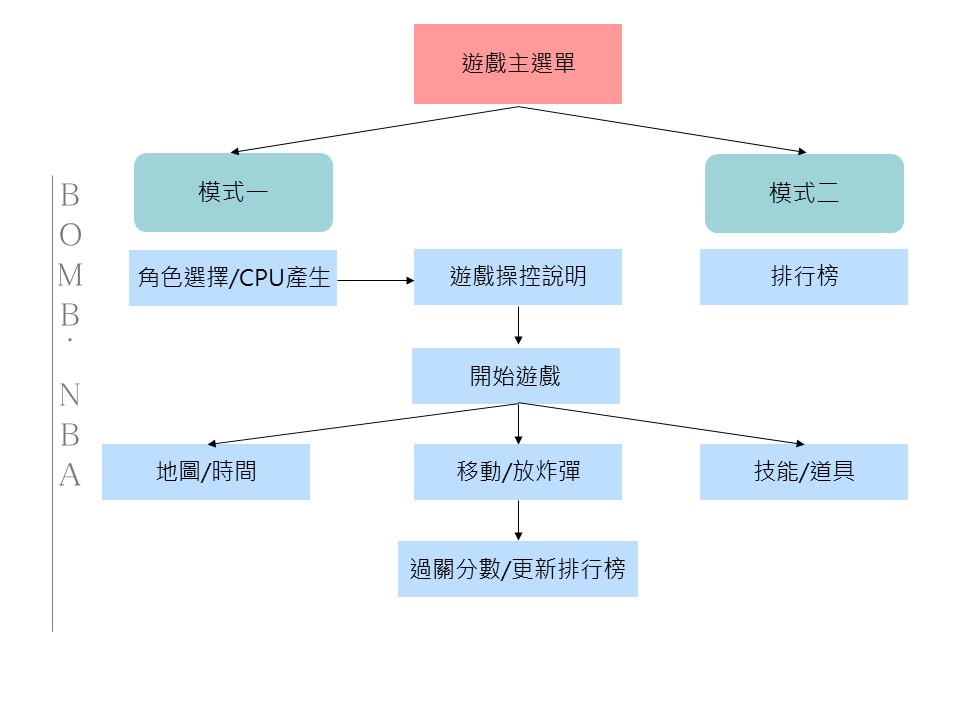 遊戲主選單
模式一
模式二
角色選擇/CPU產生
遊戲操控說明
排行榜
開始遊戲
地圖/時間
移動/放炸彈
技能/道具
過關分數/更新排行榜
BOMB. NBA